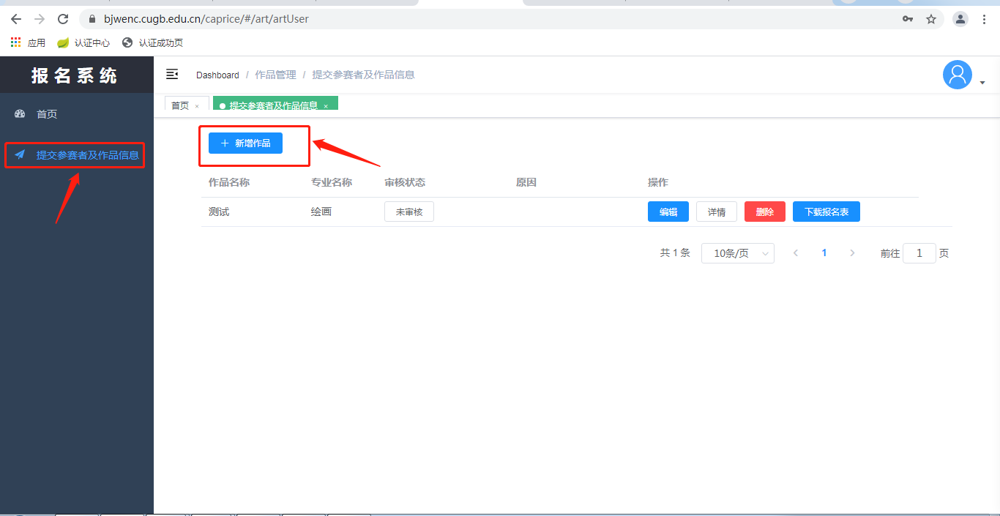 bjwenc.cugb.edu.cn/caprice/#/art/artUser
应用 认证中心 认证成功页
报名系统
Dashboard / 作品管理 / 提交参赛者及作品信息
首页 × 提交参赛者及作品信息 ×
首页
提交参赛者及作品信息
+ 新增作品
作品名称 专业名称 审核状态 原因 操作
测试 绘画 未审核 编辑 详情 删除 下载报名表
共 1 条 10条/页 < 1 > 前往 1 页